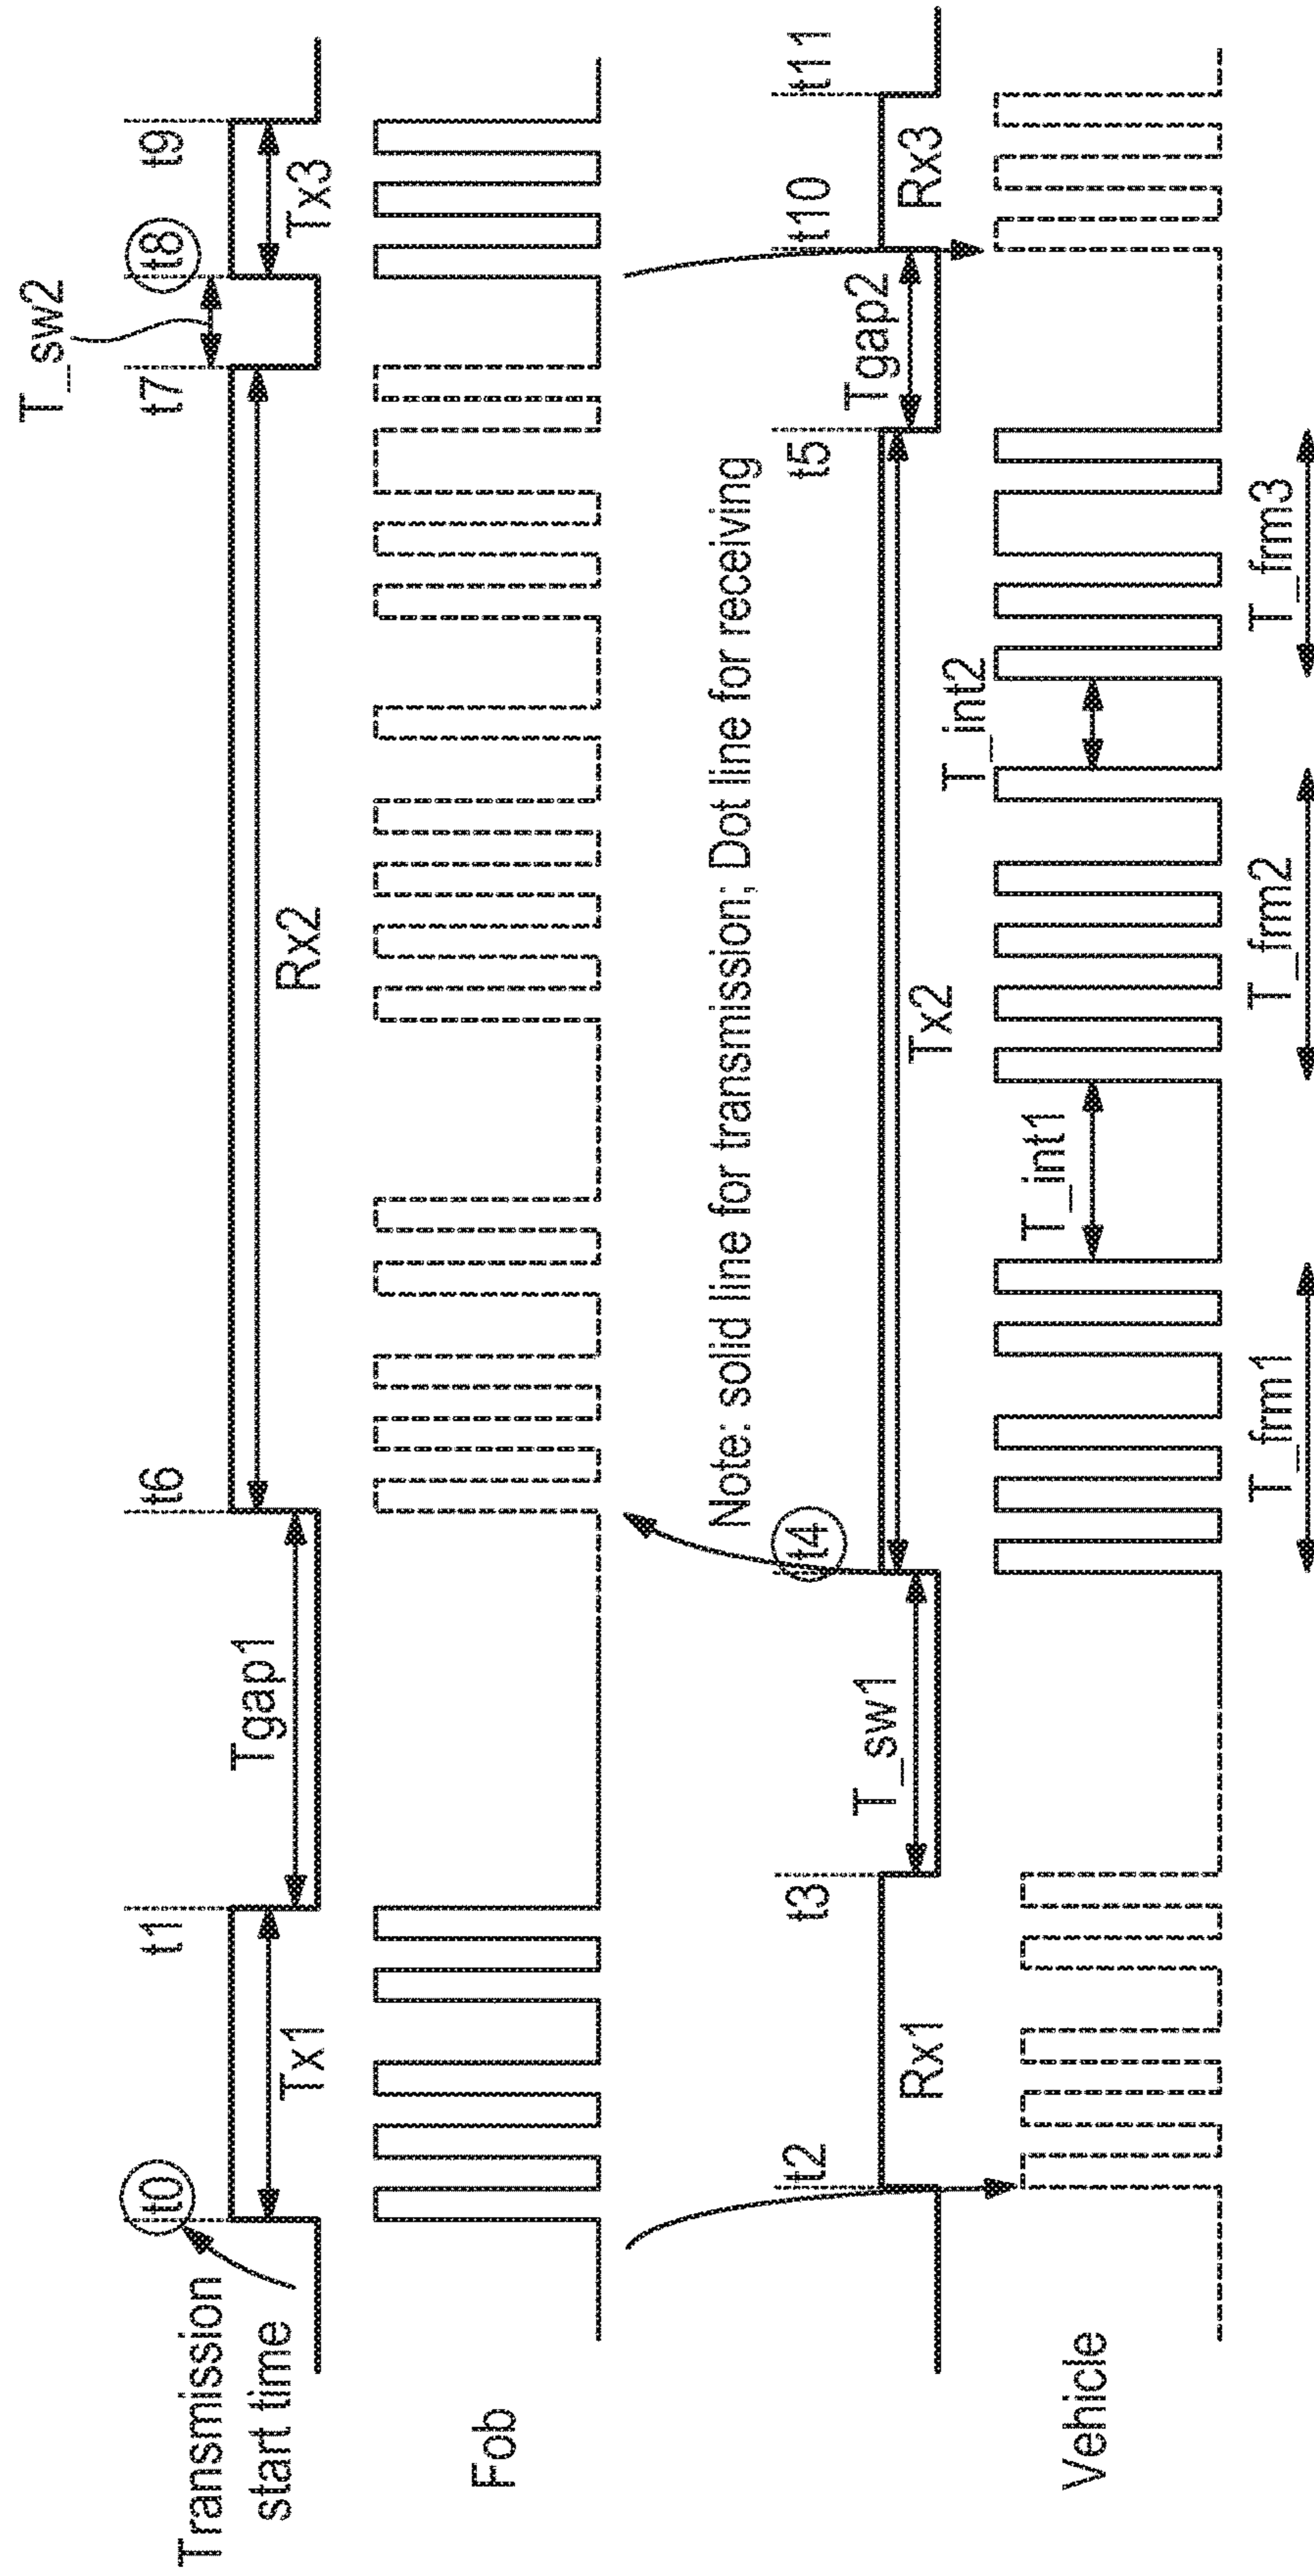 T_sw2
Transmission
start time
t0
t1
t6
t7
t8
t9
Tx1
Tgap1
Rx2
Tx3
Fob
Note: solid line for transmission; Dot line for receiving
t2
t3
t4
t5
t10
t11
Rx1
T_sw1
Tx2
Tgap2
Rx3
Vehicle
T_int1
T_int2
T_frm1
T_frm2
T_frm3